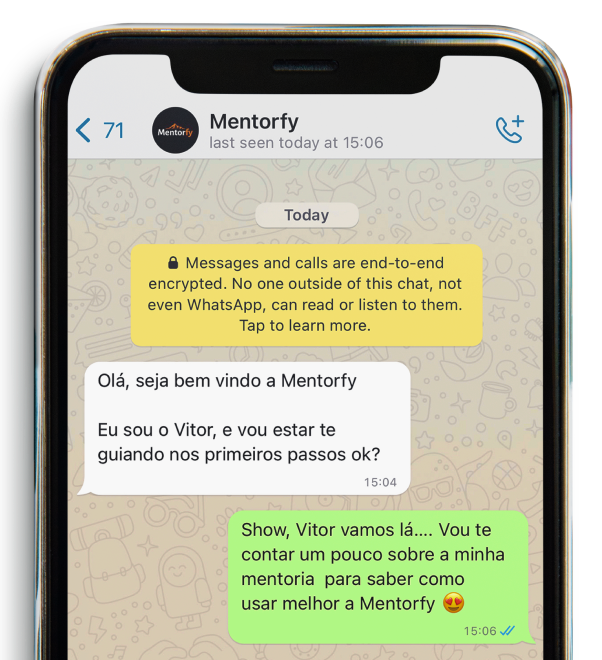 71
Mentorfy
Mentorfy
last seen today at 15:06
Today
🔒 Messages and calls are end-to-end
encrypted. No one outside of this chat, not
even WhatsApp, can read or listen to them.
Tap to learn more.
Olá, seja bem vindo a Mentorfy
Eu sou o Vitor, e vou estar te
guiando nos primeiros passos ok?
15:04
Show, Vitor vamos lá.... Vou te
contar um pouco sobre a minha
mentoria para saber como
usar melhor a Mentorfy 😍
15:06
BFF